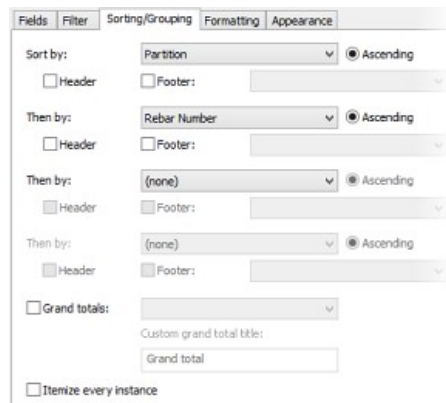 Fields Filter Sorting/Grouping Formatting Appearance
Sort by: Partition Ascending
Header Footer:
Then by: Rebar Number Ascending
Header Footer:
Then by: (none) Ascending
Header Footer:
Then by: (none) Ascending
Header Footer:
Grand totals:
Custom grand total title:
Grand total
Itemize every instance